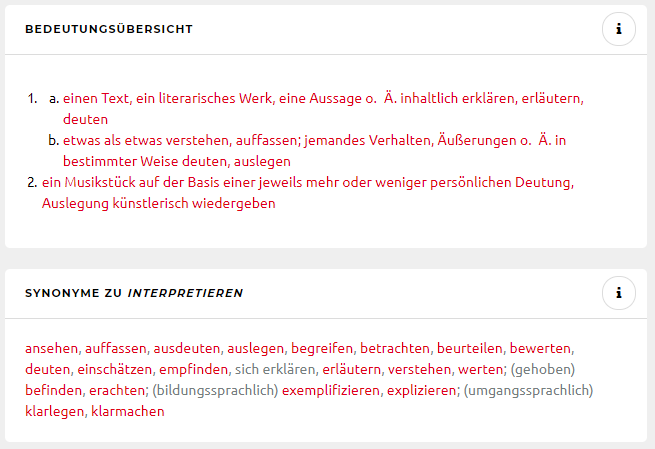 BEDEUTUNGSÜBERSICHT
i
1. a. einen Text, ein literarisches Werk, eine Aussage o. Ä. inhaltlich erklären, erläutern,
deuten
b. etwas als etwas verstehen, auffassen; jemandes Verhalten, Äußerungen o. Ä. in
bestimmter Weise deuten, auslegen
2. ein Musikstück auf der Basis einer jeweils mehr oder weniger persönlichen Deutung,
Auslegung künstlerisch wiedergeben
SYNONYME ZU INTERPRETIEREN
i
ansehen, auffassen, ausdeuten, auslegen, begreifen, betrachten, beurteilen, bewerten,
deuten, einschätzen, empfinden, sich erklären, erläutern, verstehen, werten; (gehoben)
befinden, erachten; (bildungssprachlich) exemplifizieren, explizieren; (umgangssprachlich)
klarlegen, klarmachen